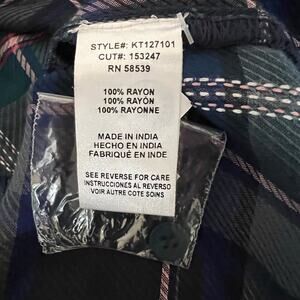 STYLE#: KT127101
CUT#: 153247
RN 58539
100% RAYON
100% RAYÓN
100% RAYONNE
MADE IN INDIA
HECHO EN INDIA
FABRIQUÉ EN INDE
SEE REVERSE FOR CARE
INSTRUCCIONES AL REVERSO
VOIR AUTRE COTE SOINS